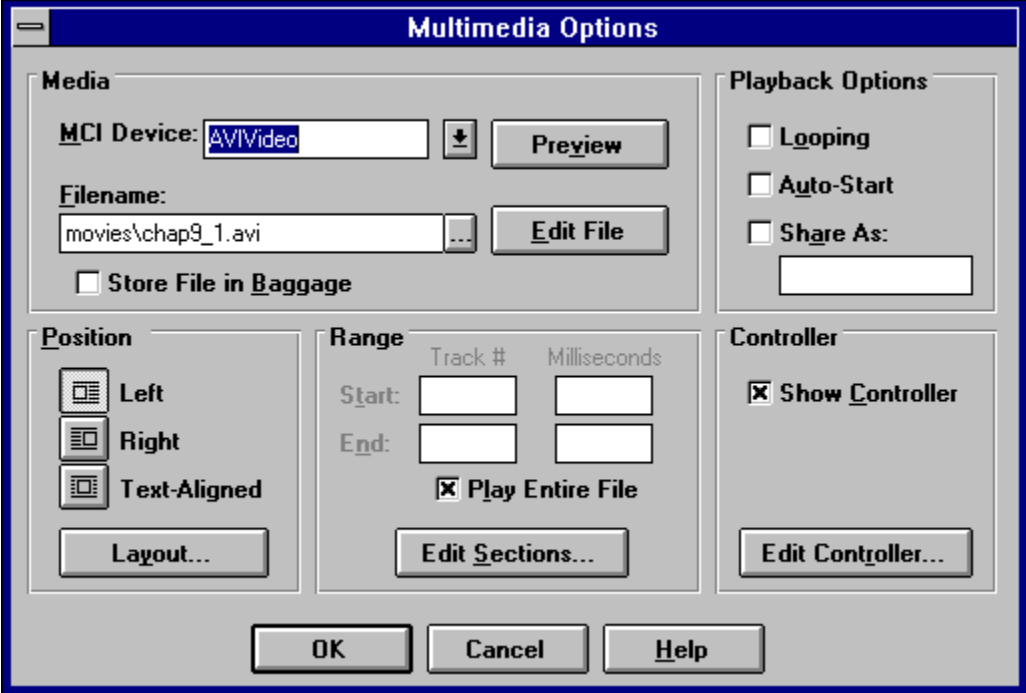 Multimedia Options
Media
MCI Device: AVIVideo
Preview
Filename:
movies\chap9_1.avi
...
Edit File
Store File in Baggage
Playback Options
Looping
Auto-Start
Share As:
Position
Left
Right
Text-Aligned
Layout...
Range
Track # Milliseconds
Start:
End:
Play Entire File
Edit Sections...
Controller
Show Controller
Edit Controller...
OK Cancel Help